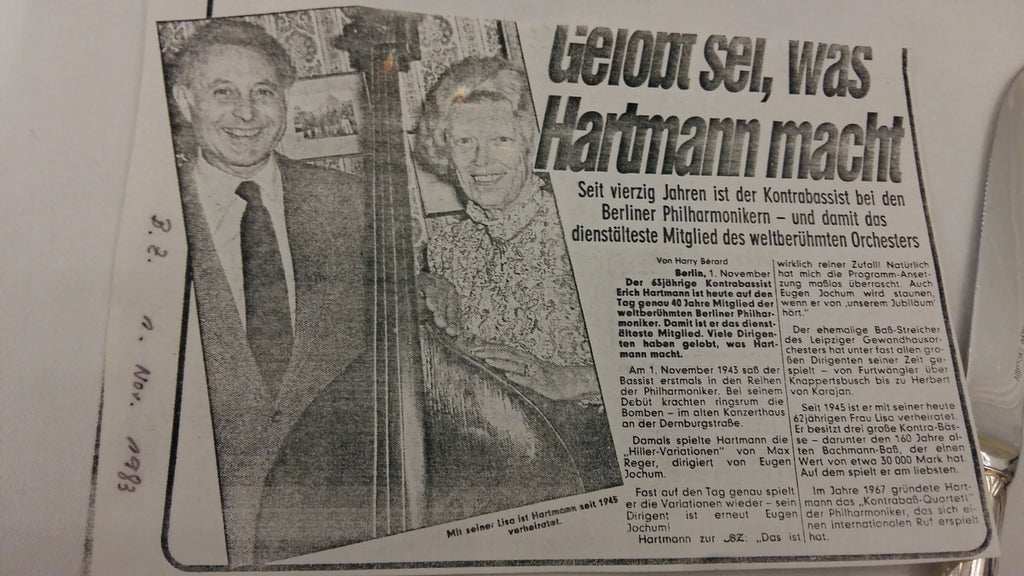 Gelobt sei, was
Hartmann macht
Seit vierzig Jahren ist der Kontrabassist bei den
Berliner Philharmonikern – und damit das
dienstälteste Mitglied des weltberühmten Orchesters
Von Harry Bérard
Berlin, 1. November
Der 63jährige Kontrabassist
Erich Hartmann ist heute auf den
Tag genau 40 Jahre Mitglied der
weltberühmten Berliner Philhar-
moniker. Damit ist er das dienst-
älteste Mitglied. Viele Dirigen-
ten haben gelobt, was Hart-
mann macht.
Am 1. November 1943 saß der
Bassist erstmals in den Reihen
der Philharmoniker. Bei seinem
Debüt krachten ringsrum die
Bomben – im alten Konzerthaus
an der Dernburgstraße.
Damals spielte Hartmann die
„Hiller-Variationen" von Max
Reger, dirigiert von Eugen
Jochum.
Fast auf den Tag genau spielt
er die Variationen wieder – sein
Dirigent ist erneut Eugen
Jochum!
Hartmann zur BZ: „Das ist
wirklich reiner Zufall! Natürlich
hat mich die Programm-Anset-
zung maßlos überrascht. Auch
Eugen Jochum wird staunen,
wenn er von ‚unserem Jubiläum'
hört."
Der ehemalige Baß-Streicher
des Leipziger Gewandhausor-
chesters hat unter fast allen gro-
ßen Dirigenten seiner Zeit ge-
spielt – von Furtwängler über
Knappertsbusch bis zu Herbert
von Karajan.
Seit 1945 ist er mit seiner heute
62jährigen Frau Lisa verheiratet.
Er besitzt drei große Kontra-Bäs-
se – darunter den 160 Jahre al-
ten Bachmann-Baß, der einen
Wert von etwa 30 000 Mark hat.
Auf dem spielt er am liebsten.
Im Jahre 1967 gründete Hart-
mann das „Kontrabaß-Quartett"
der Philharmoniker, das sich ei-
nen internationalen Ruf erspielt
hat.
Mit seiner Lisa ist Hartmann seit 1945
verheiratet.
B.Z. 1. Nov. 1983